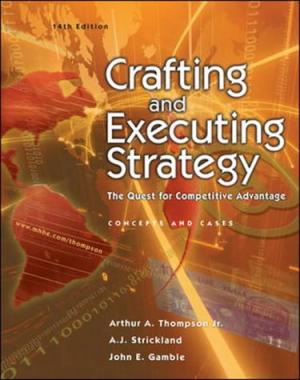 14th Edition
Crafting
and
Executing
Strategy
The Quest for Competitive Advantage
CONCEPTS AND CASES
www.mhhe.com/thompson
Arthur A. Thompson Jr.
A.J. Strickland
John E. Gamble